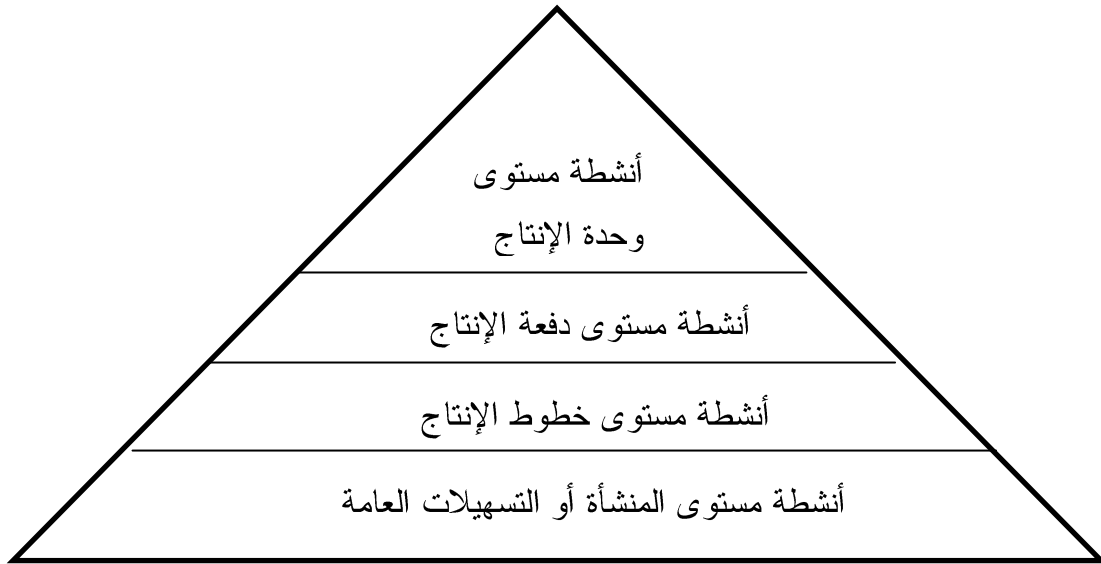 أنشطة مستوى
وحدة الإنتاج
أنشطة مستوى دفعة الإنتاج
أنشطة مستوى خطوط الإنتاج
أنشطة مستوى المنشأة أو التسهيلات العامة